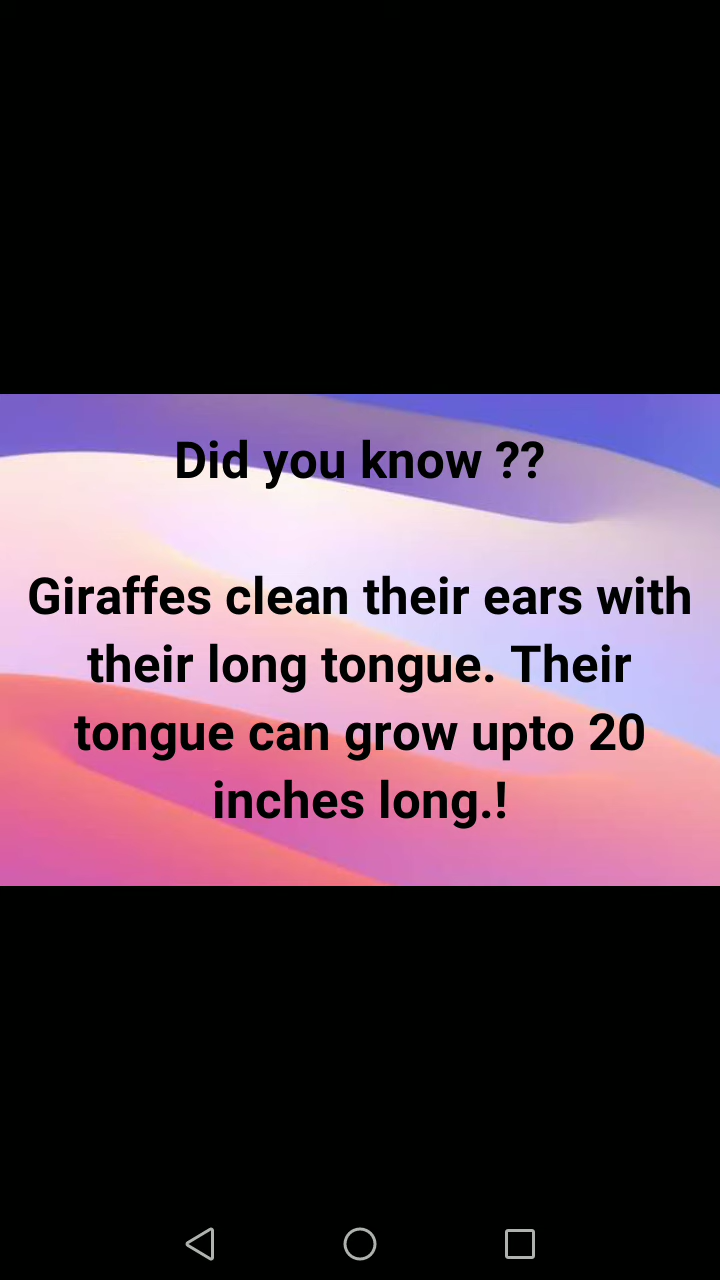 Did you know ??
Giraffes clean their ears with
their long tongue. Their
tongue can grow upto 20
inches long.!